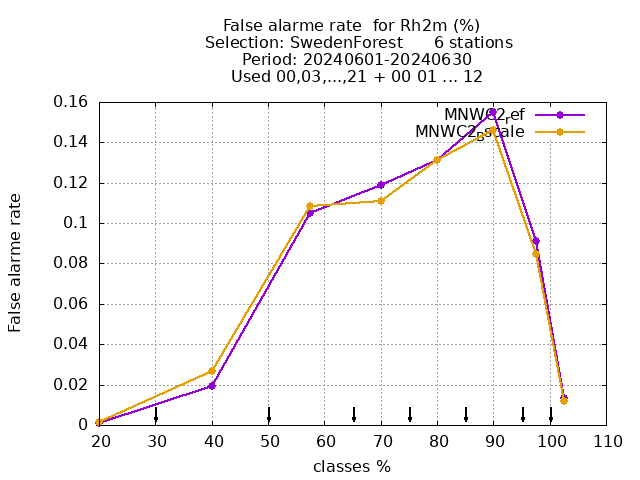 False alarme rate  for Rh2m (%)
Selection: SwedenForest      6 stations
Period: 20240601-20240630
Used 00,03,...,21 + 00 01 ... 12
MNWC2_ref
MNWC2_scale
False alarme rate
0.16
0.14
0.12
0.1
0.08
0.06
0.04
0.02
0
20 30 40 50 60 70 80 90 100 110
classes %